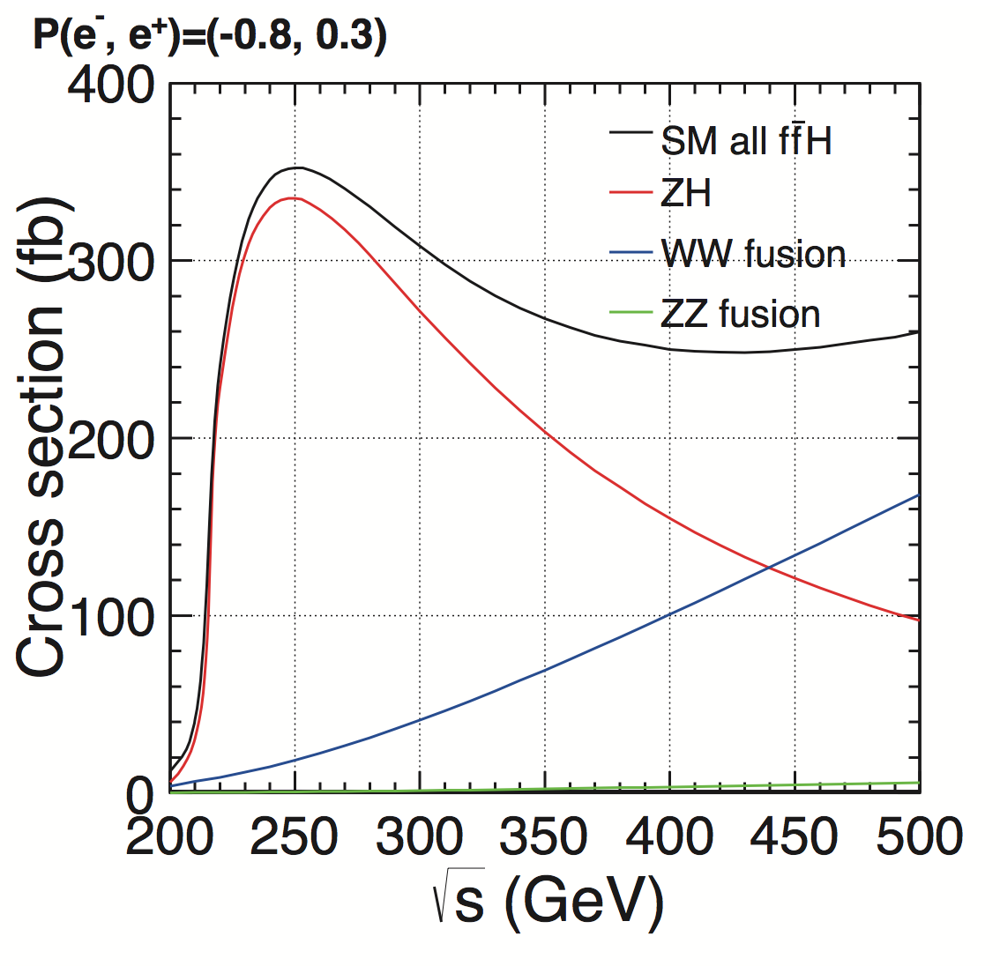 P(e⁻, e⁺)=(-0.8, 0.3)
400
300
200
100
0
Cross section (fb)
SM all ff̄H
ZH
WW fusion
ZZ fusion
200 250 300 350 400 450 500
√s (GeV)